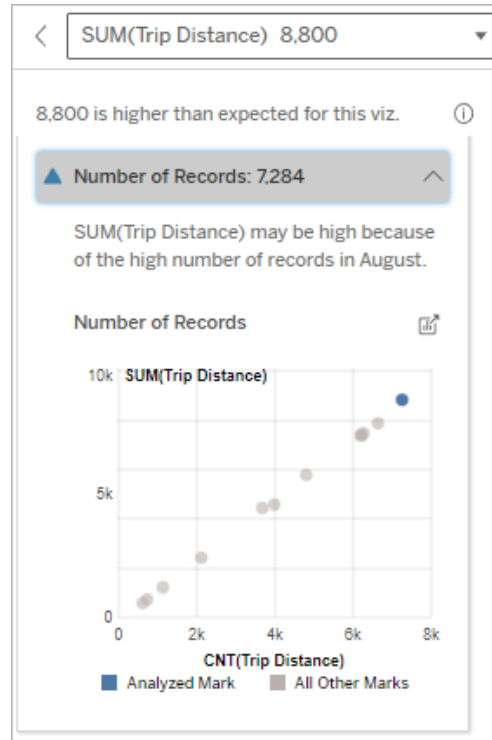 SUM(Trip Distance) 8,800
8,800 is higher than expected for this viz.
Number of Records: 7,284
SUM(Trip Distance) may be high because
of the high number of records in August.
Number of Records
10k
SUM(Trip Distance)
5k
0
0 2k 4k 6k 8k
CNT(Trip Distance)
Analyzed Mark All Other Marks